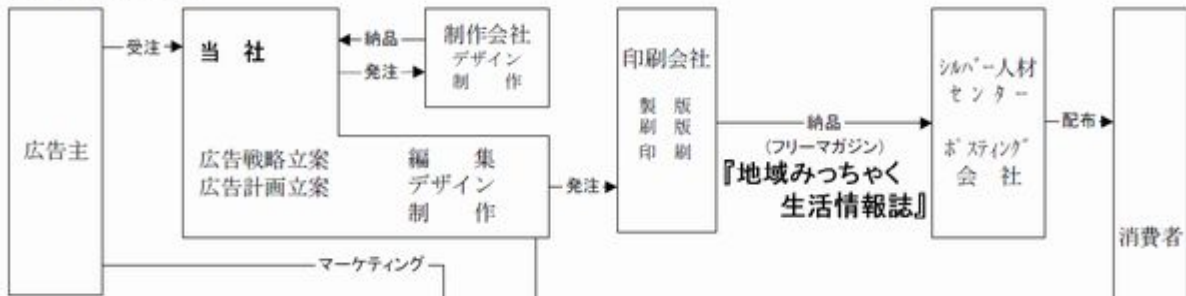 広告主
受注
当 社
広告戦略立案
広告計画立案
編 集
デザイン
制 作
納品
発注
制作会社
デザイン
制 作
発注
印刷会社
製 版
刷 版
印 刷
納品
(フリーマガジン)
『地域みっちゃく
生活情報誌』
シルバー人材
センター
ポスティング
会 社
配布
消費者
マーケティング